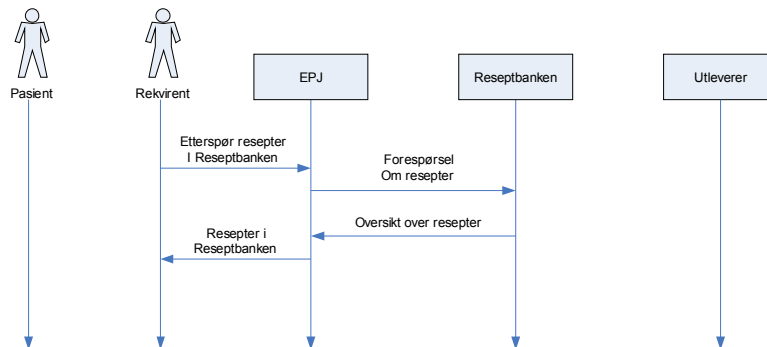 Pasient
Rekvirent
EPJ
Reseptbanken
Utleverer
Etterspør resepter
I Reseptbanken
Forespørsel
Om resepter
Oversikt over resepter
Resepter i
Reseptbanken